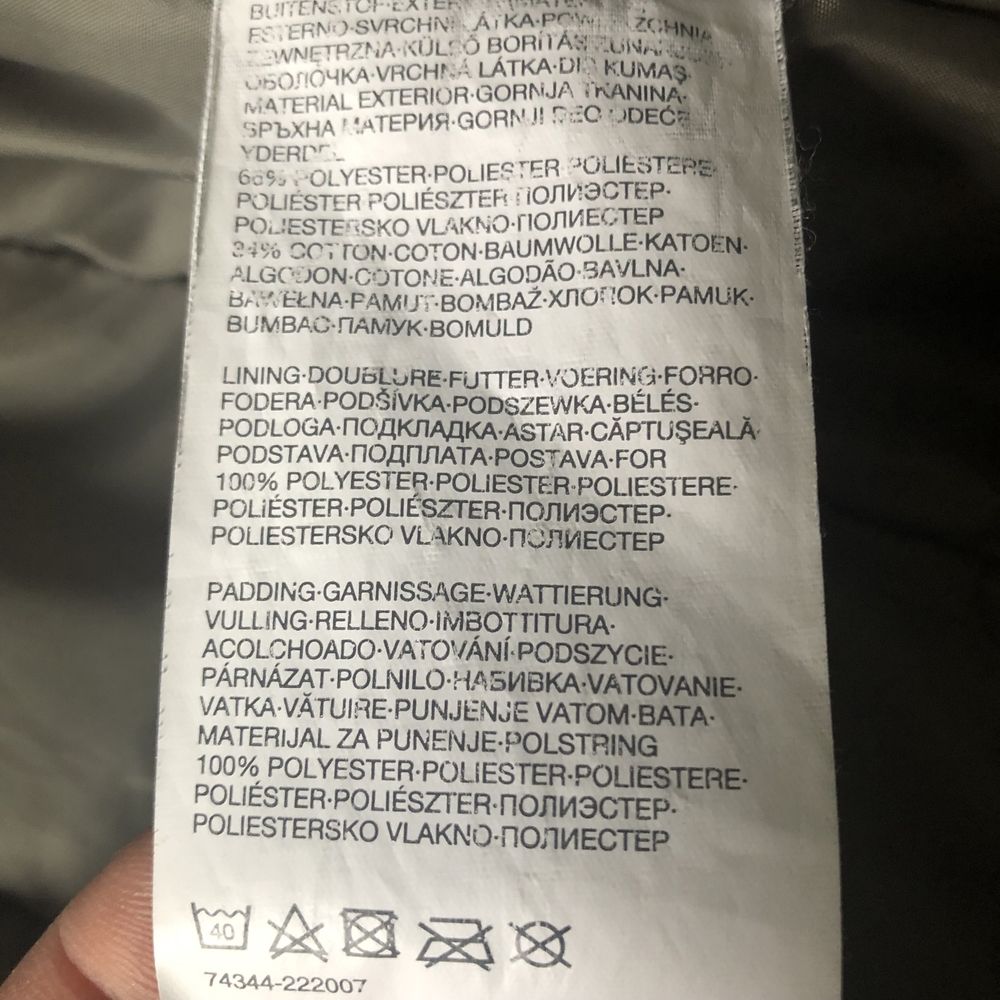 BUITENSTOF·
ESTERNO·SVRCHNÍ LÁTKA·
ZEWNĘTRZNA·KÜLSŐ BORÍTÁS·
ОБОЛОЧКА·VRCHNÁ LÁTKA·DIŞ KUMAŞ·
MATERIAL EXTERIOR·GORNJA TKANINA·
ВРЪХНА МАТЕРИЯ·GORNJI DEO ODEĆE·
YDERDEL
66% POLYESTER·POLIESTER·POLIESTERE·
POLIÉSTER·POLIÉSZTER·ПОЛИЭСТЕР·
POLIESTERSKO VLAKNO·ПОЛИЕСТЕР
34% COTTON·COTON·BAUMWOLLE·KATOEN·
ALGODON·COTONE·ALGODÃO·BAVLNA·
BAWEŁNA·PAMUT·BOMBAŽ·ХЛОПОК·PAMUK·
BUMBAC·ПАМУК·BOMULD
LINING·DOUBLURE·FUTTER·VOERING·FORRO·
FODERA·PODŠÍVKA·PODSZEWKA·BÉLÉS·
PODLOGA·ПОДКЛАДКА·ASTAR·CĂPTUŞEALĂ·
PODSTAVA·ПОДПЛАТА·POSTAVA·FOR
100% POLYESTER·POLIESTER·POLIESTERE·
POLIÉSTER·POLIÉSZTER·ПОЛИЭСТЕР·
POLIESTERSKO VLAKNO·ПОЛИЕСТЕР
PADDING·GARNISSAGE·WATTIERUNG·
VULLING·RELLENO·IMBOTTITURA·
ACOLCHOADO·VATOVÁNÍ·PODSZYCIE·
PÁRNÁZAT·POLNILO·НАБИВКА·VATOVANIE·
VATKA·VĂTUIRE·PUNJENJE VATOM·ВАТА·
MATERIJAL ZA PUNENJE·POLSTRING
100% POLYESTER·POLIESTER·POLIESTERE·
POLIÉSTER·POLIÉSZTER·ПОЛИЭСТЕР·
POLIESTERSKO VLAKNO·ПОЛИЕСТЕР
40
74344-222007